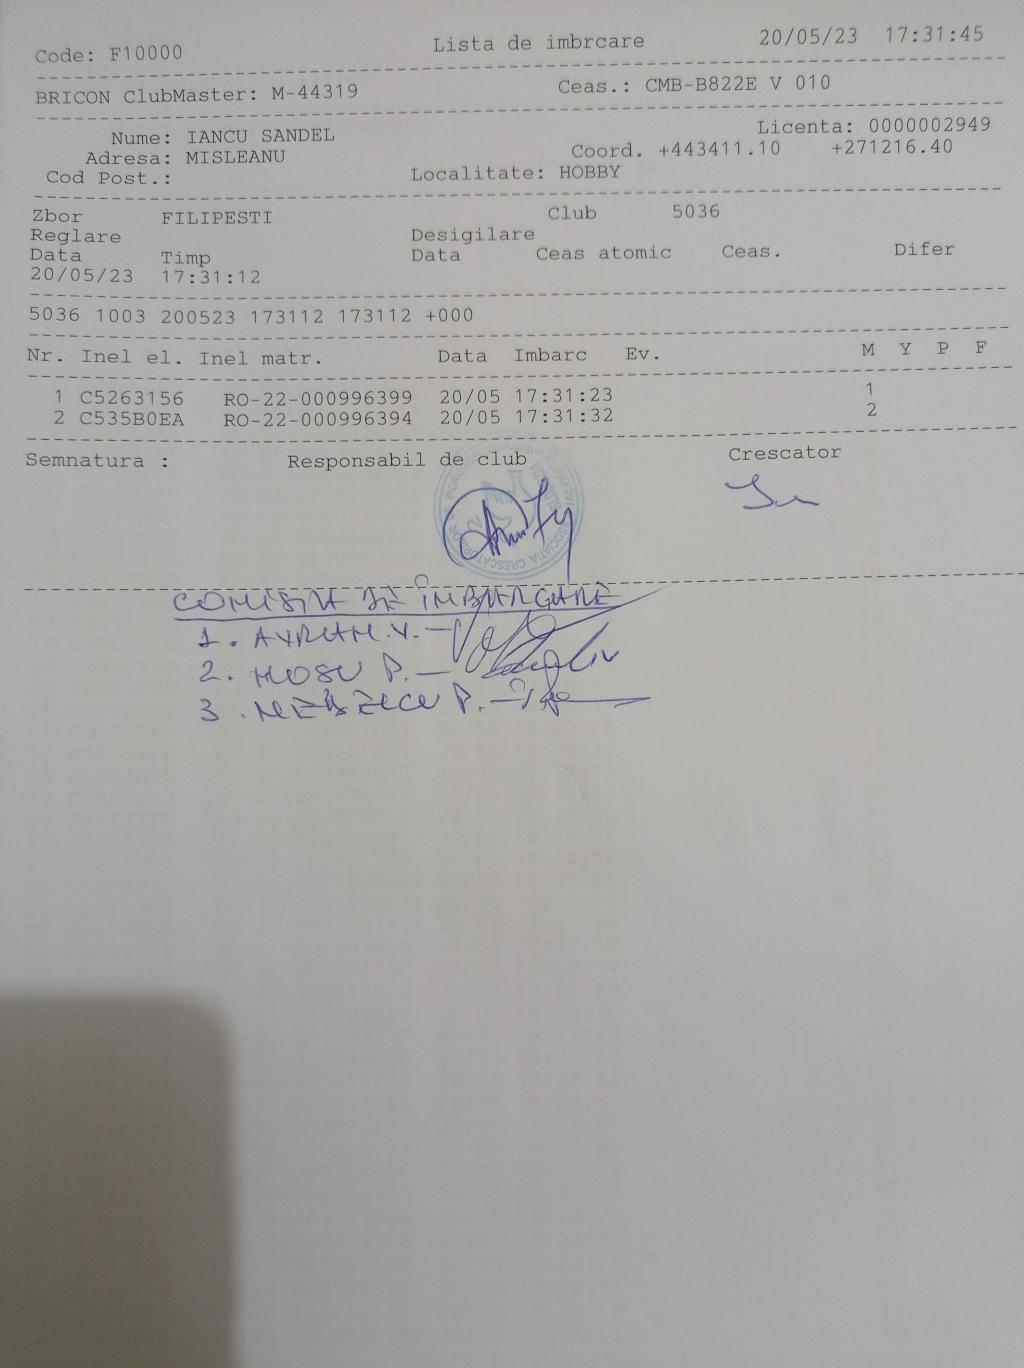 Code: F10000 Lista de imbrcare 20/05/23 17:31:45
BRICON ClubMaster: M-44319 Ceas.: CMB-B822E V 010
Nume: IANCU SANDEL Licenta: 0000002949
Adresa: MISLEANU Coord. +443411.10 +271216.40
Cod Post.: Localitate: HOBBY
Zbor FILIPESTI Club 5036
Reglare Desigilare
Data Timp Data Ceas atomic Ceas. Difer
20/05/23 17:31:12
5036 1003 200523 173112 173112 +000
Nr. Inel el. Inel matr. Data Imbarc Ev. M Y P F
1 C5263156 RO-22-000996399 20/05 17:31:23 1
2 C535B0EA RO-22-000996394 20/05 17:31:32 2
Semnatura : Responsabil de club Crescator
COMISIA DE ÎMBARCARE
1. AVRAM.V.
2. MOSU P.
3.